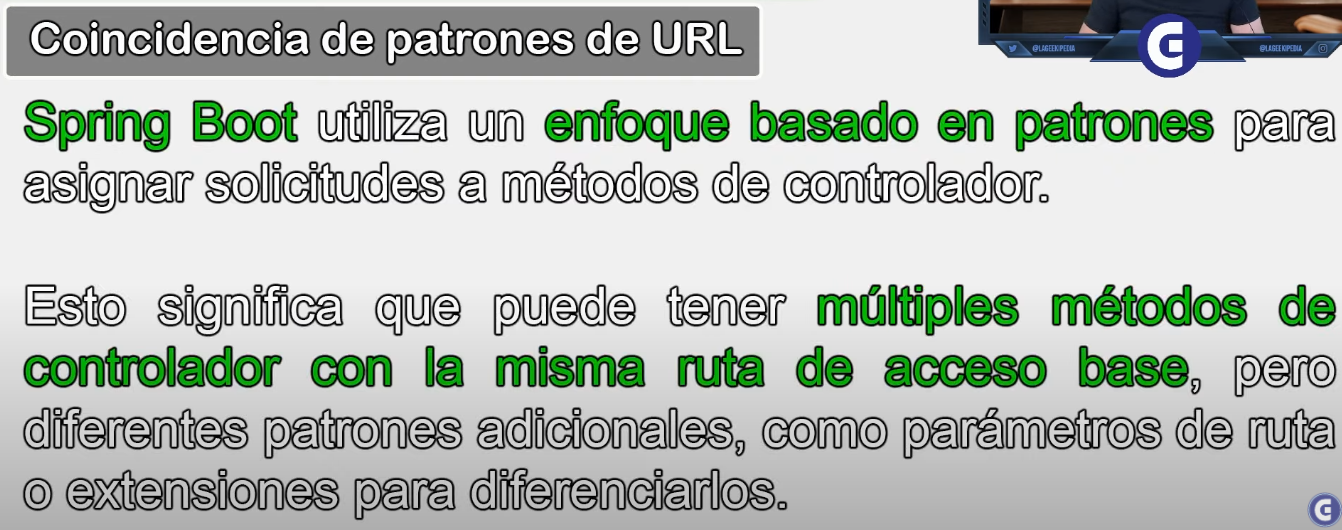 Coincidencia de patrones de URL
@LAGEEKIPEDIA
@LAGEEKIPEDIA
Spring Boot utiliza un enfoque basado en patrones para
asignar solicitudes a métodos de controlador.
Esto significa que puede tener múltiples métodos de
controlador con la misma ruta de acceso base, pero
diferentes patrones adicionales, como parámetros de ruta
o extensiones para diferenciarlos.